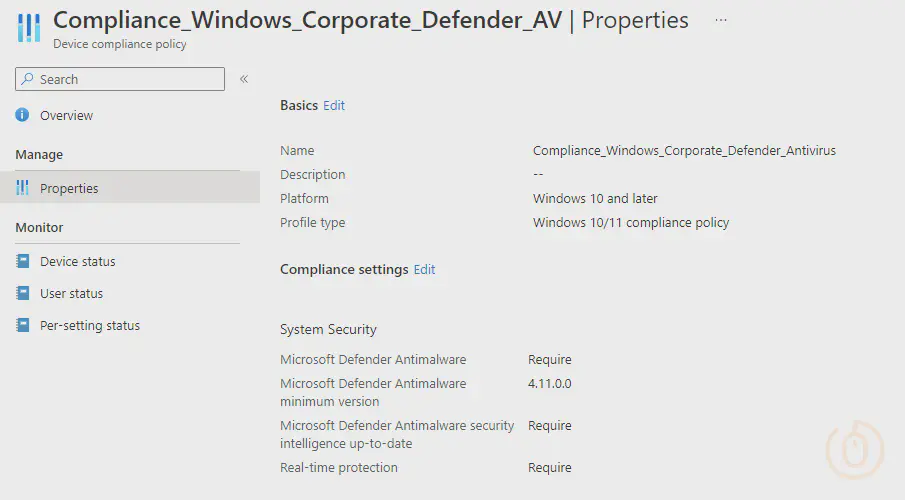 Compliance_Windows_Corporate_Defender_AV | Properties ...
Device compliance policy
Search «
Overview
Manage
Properties
Monitor
Device status
User status
Per-setting status
Basics Edit
Name Compliance_Windows_Corporate_Defender_Antivirus
Description --
Platform Windows 10 and later
Profile type Windows 10/11 compliance policy
Compliance settings Edit
System Security
Microsoft Defender Antimalware Require
Microsoft Defender Antimalware 4.11.0.0
minimum version
Microsoft Defender Antimalware security Require
intelligence up-to-date
Real-time protection Require